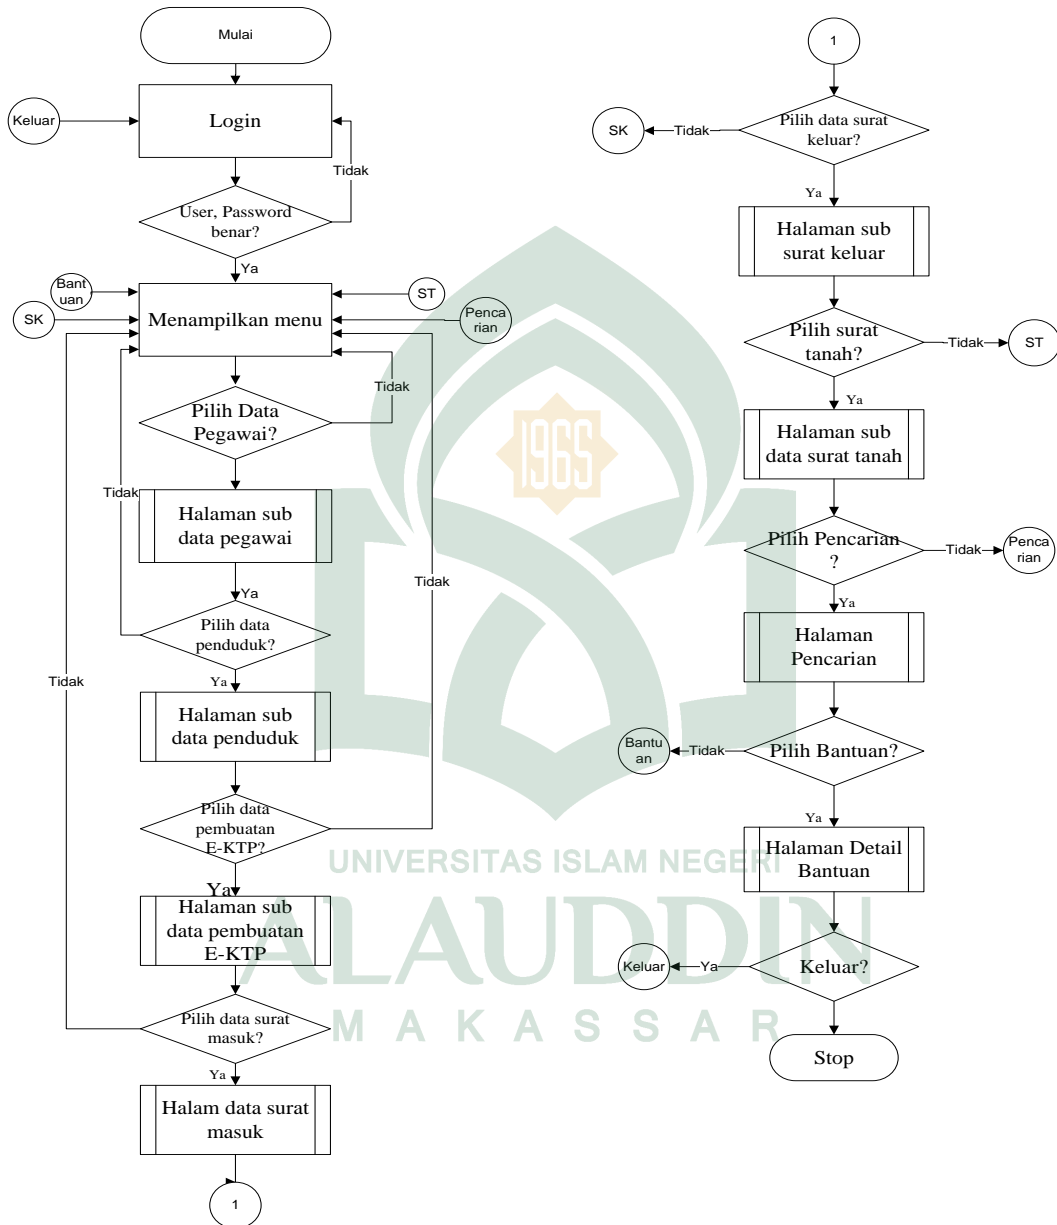 Mulai
Keluar
Login
Tidak
User, Password
benar?
Ya
Bant
uan
SK
Menampilkan menu
ST
Penca
rian
Tidak
Pilih Data
Pegawai?
Tidak
Halaman sub
data pegawai
Tidak
Ya
Pilih data
penduduk?
Tidak
Ya
Halaman sub
data penduduk
Pilih data
pembuatan
E-KTP?
Ya
Halaman sub
data pembuatan
E-KTP
Pilih data surat
masuk?
Ya
Halam data surat
masuk
1
1
Pilih data surat
keluar?
Tidak
SK
Ya
Halaman sub
surat keluar
Pilih surat
tanah?
Tidak
ST
Ya
Halaman sub
data surat tanah
Pilih Pencarian
?
Tidak
Penca
rian
Ya
Halaman
Pencarian
Pilih Bantuan?
Tidak
Bantu
an
Ya
Halaman Detail
Bantuan
Keluar?
Ya
Keluar
Stop
1965
UNIVERSITAS ISLAM NEGERI
ALAUDDIN
MAKASSAR